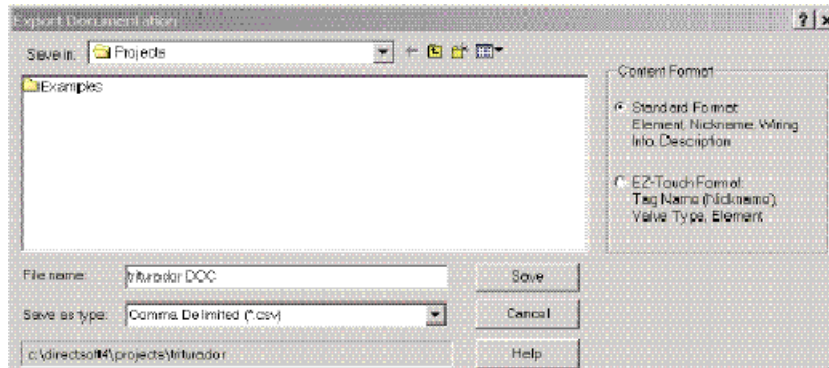 Export Documentation
Save in: Projects
Examples
Content Format
Standard Format
Element, Nickname, Wiring
Info, Description
EZ-Touch Format:
Tag Name (Nickname),
Value Type, Element
File name: triturador DOC
Save
Save as type: Comma Delimited (*.csv)
Cancel
c:\directsoft4\projects\triturador
Help